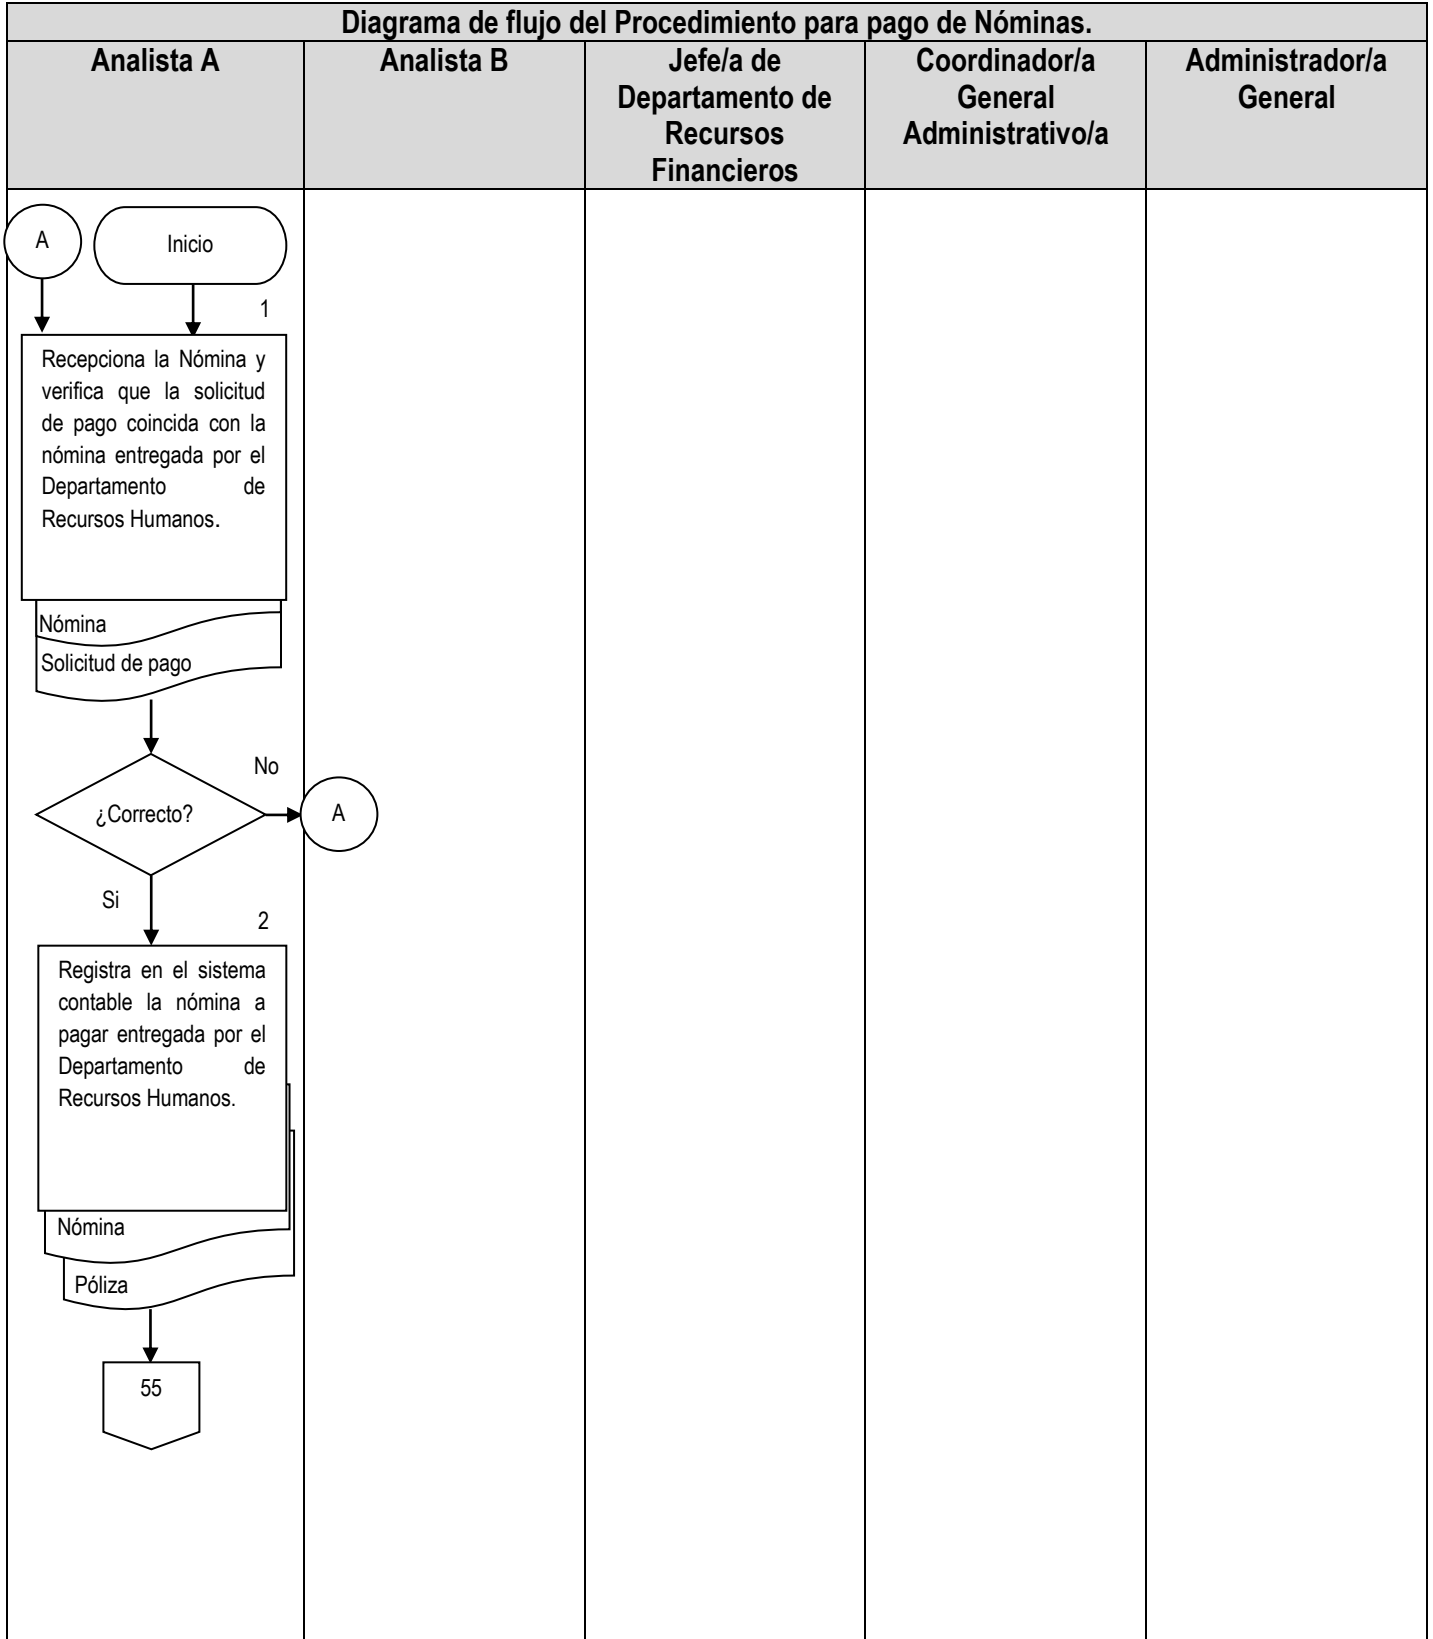 Diagrama de flujo del Procedimiento para pago de Nóminas.
Analista A
Analista B
Jefe/a de
Departamento de
Recursos
Financieros
Coordinador/a
General
Administrativo/a
Administrador/a
General
A
Inicio
1
Recepciona la Nómina y
verifica que la solicitud
de pago coincida con la
nómina entregada por el
Departamento de
Recursos Humanos.
Nómina
Solicitud de pago
¿Correcto?
No
A
Si
2
Registra en el sistema
contable la nómina a
pagar entregada por el
Departamento de
Recursos Humanos.
Nómina
Póliza
55